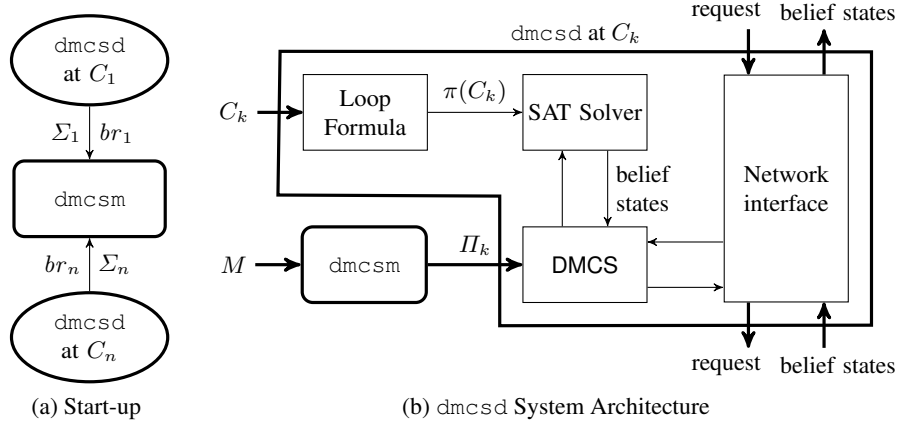 dmcsd
at C₁
Σ₁ br₁
dmcsm
brₙ Σₙ
dmcsd
at Cₙ
(a) Start-up
request belief states
dmcsd at Cₖ
Cₖ
Loop
Formula
π(Cₖ)
SAT Solver
belief
states
Network
interface
M
dmcsm
Πₖ
DMCS
request belief states
(b) dmcsd System Architecture